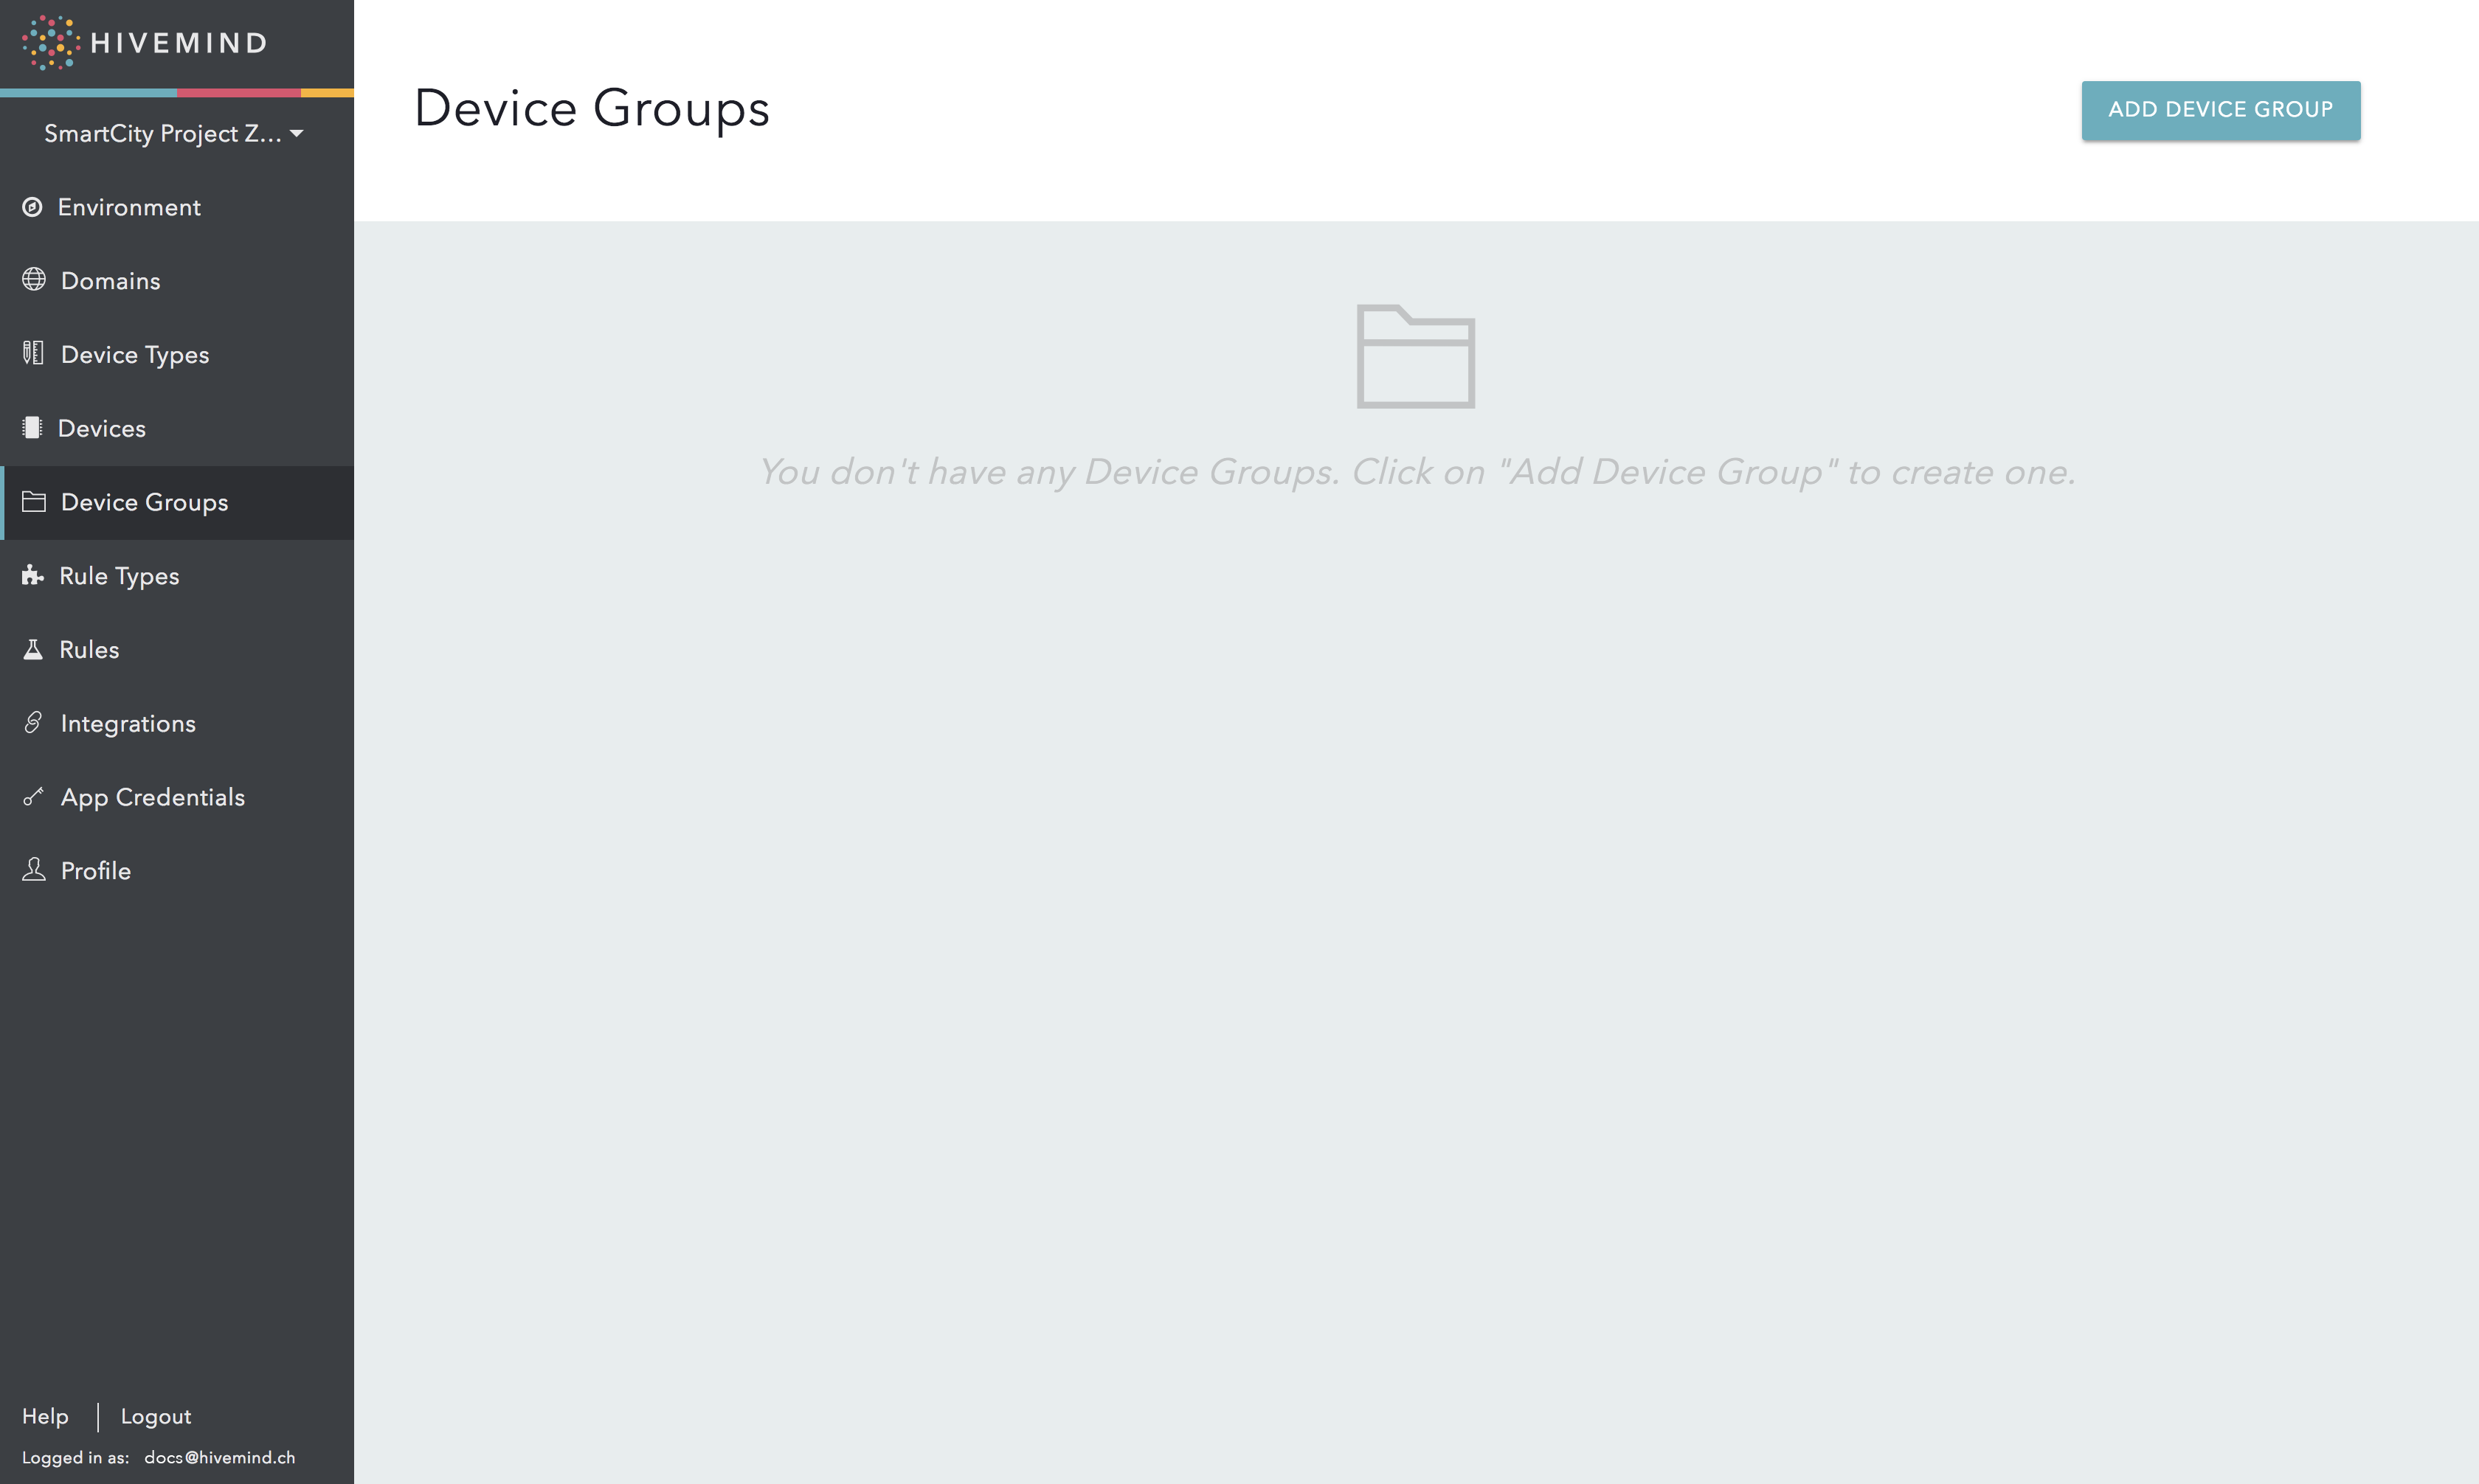 HIVEMIND
SmartCity Project Z...
Environment
Domains
Device Types
Devices
Device Groups
Rule Types
Rules
Integrations
App Credentials
Profile
Help
Logout
Logged in as: docs@hivemind.ch
Device Groups
ADD DEVICE GROUP
You don't have any Device Groups. Click on "Add Device Group" to create one.